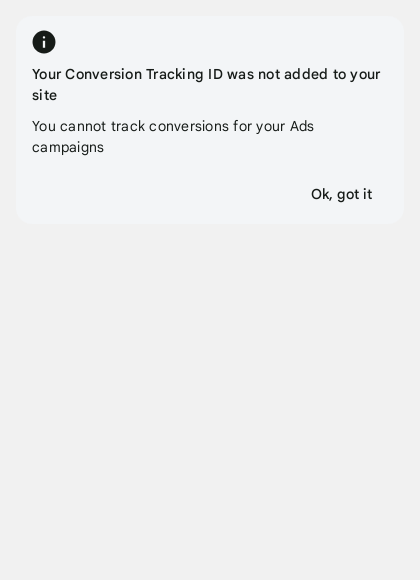 Your Conversion Tracking ID was not added to your
site
You cannot track conversions for your Ads
campaigns
Ok, got it